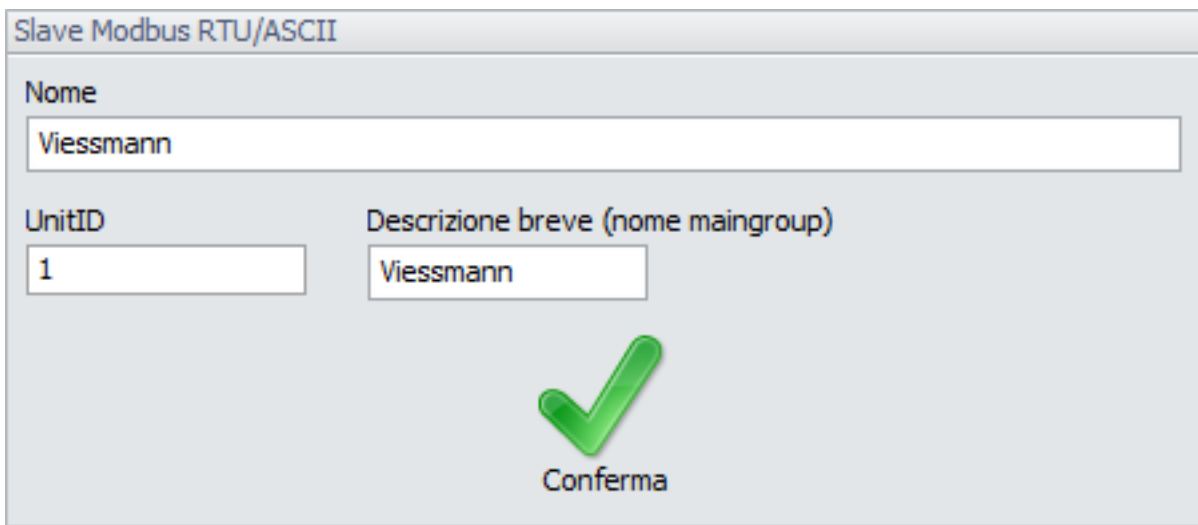 Slave Modbus RTU/ASCII
Nome
Viessmann
UnitID
Descrizione breve (nome maingroup)
1
Viessmann
Conferma